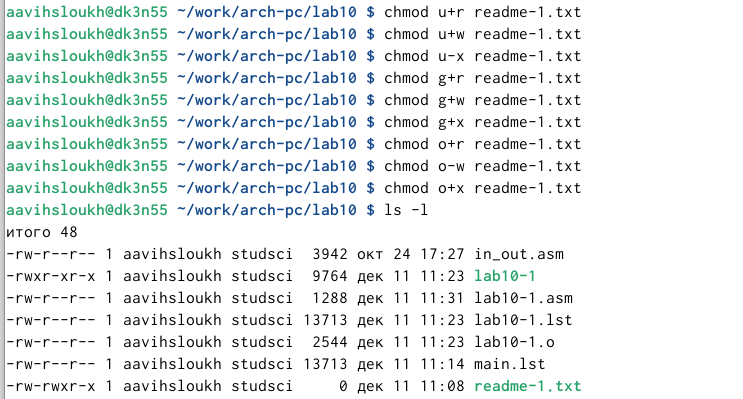 aavihsloukh@dk3n55 ~/work/arch-pc/lab10 $ chmod u+r readme-1.txt
aavihsloukh@dk3n55 ~/work/arch-pc/lab10 $ chmod u+w readme-1.txt
aavihsloukh@dk3n55 ~/work/arch-pc/lab10 $ chmod u-x readme-1.txt
aavihsloukh@dk3n55 ~/work/arch-pc/lab10 $ chmod g+r readme-1.txt
aavihsloukh@dk3n55 ~/work/arch-pc/lab10 $ chmod g+w readme-1.txt
aavihsloukh@dk3n55 ~/work/arch-pc/lab10 $ chmod g+x readme-1.txt
aavihsloukh@dk3n55 ~/work/arch-pc/lab10 $ chmod o+r readme-1.txt
aavihsloukh@dk3n55 ~/work/arch-pc/lab10 $ chmod o-w readme-1.txt
aavihsloukh@dk3n55 ~/work/arch-pc/lab10 $ chmod o+x readme-1.txt
aavihsloukh@dk3n55 ~/work/arch-pc/lab10 $ ls -l
итого 48
-rw-r--r-- 1 aavihsloukh studsci  3942 окт 24 17:27 in_out.asm
-rwxr-xr-x 1 aavihsloukh studsci  9764 дек 11 11:23 lab10-1
-rw-r--r-- 1 aavihsloukh studsci  1288 дек 11 11:31 lab10-1.asm
-rw-r--r-- 1 aavihsloukh studsci 13713 дек 11 11:23 lab10-1.lst
-rw-r--r-- 1 aavihsloukh studsci  2544 дек 11 11:23 lab10-1.o
-rw-r--r-- 1 aavihsloukh studsci 13713 дек 11 11:14 main.lst
-rw-rwxr-x 1 aavihsloukh studsci     0 дек 11 11:08 readme-1.txt